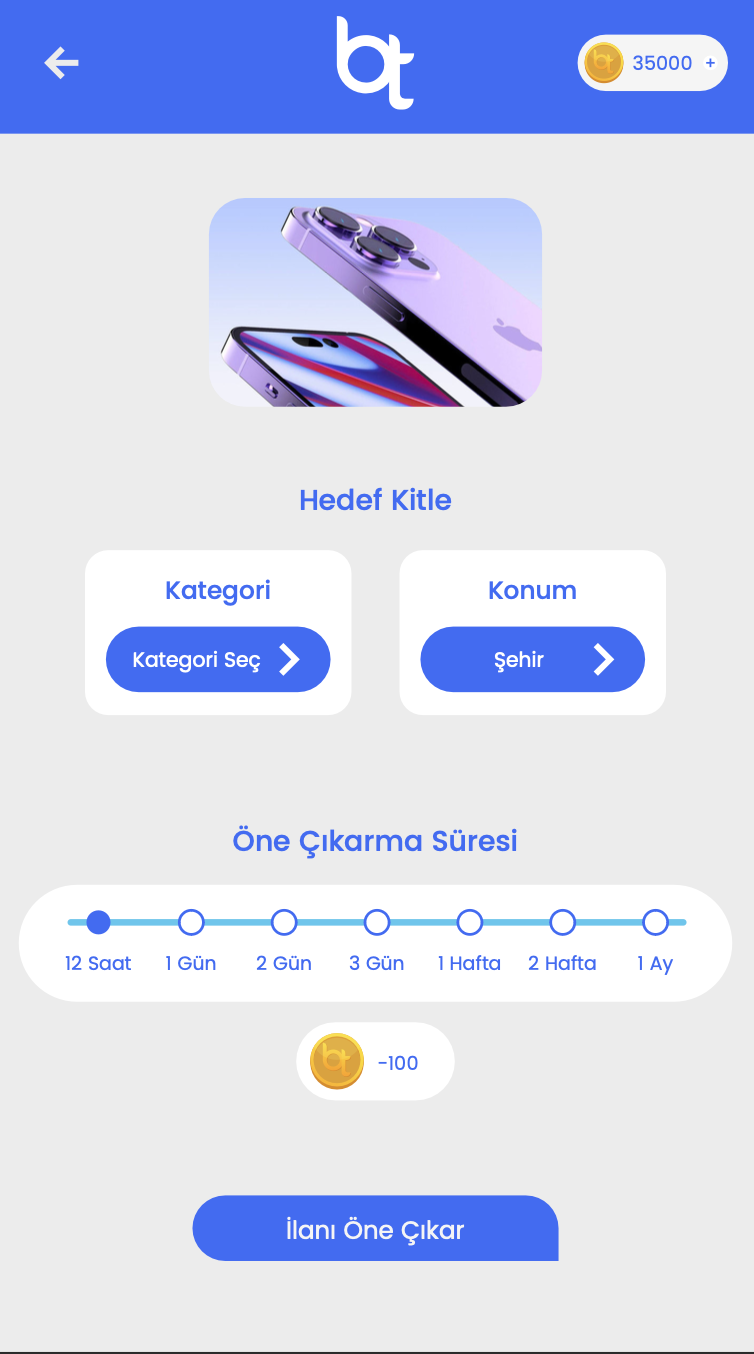 bt
35000 +
Hedef Kitle
Kategori
Konum
Kategori Seç
Şehir
Öne Çıkarma Süresi
12 Saat
1 Gün
2 Gün
3 Gün
1 Hafta
2 Hafta
1 Ay
bt
-100
İlanı Öne Çıkar